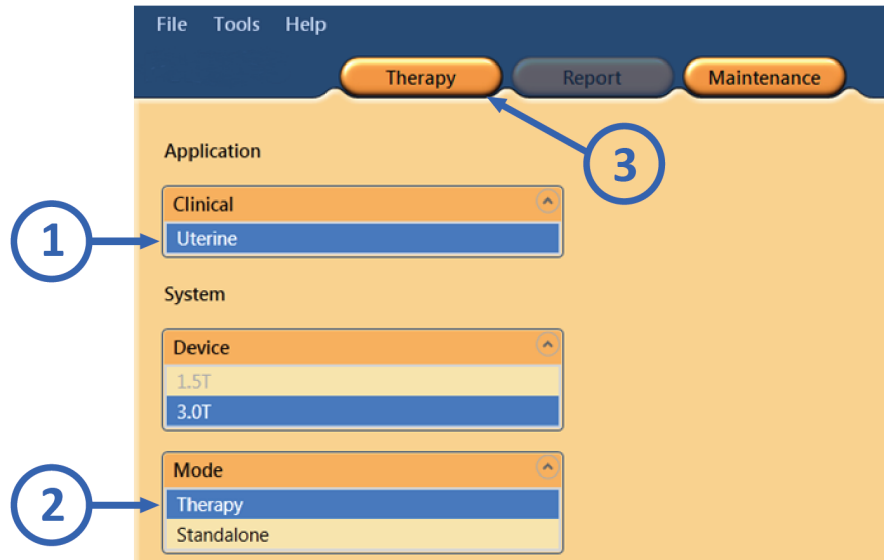 File Tools Help
Therapy Report Maintenance
3
Application
Clinical
1
Uterine
System
Device
1.5T
3.0T
Mode
2
Therapy
Standalone